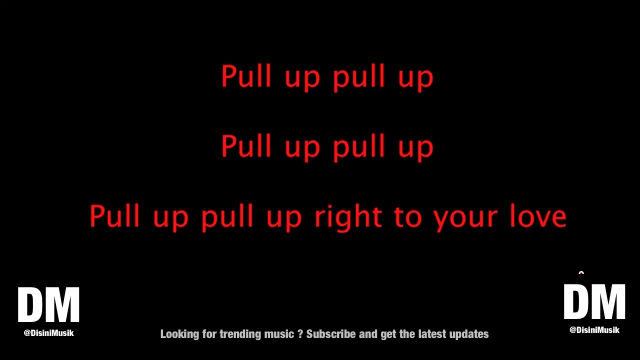 Pull up pull up
Pull up pull up
Pull up pull up right to your love
DM
@DisiniMusik
DM
@DisiniMusik
Looking for trending music ? Subscribe and get the latest updates